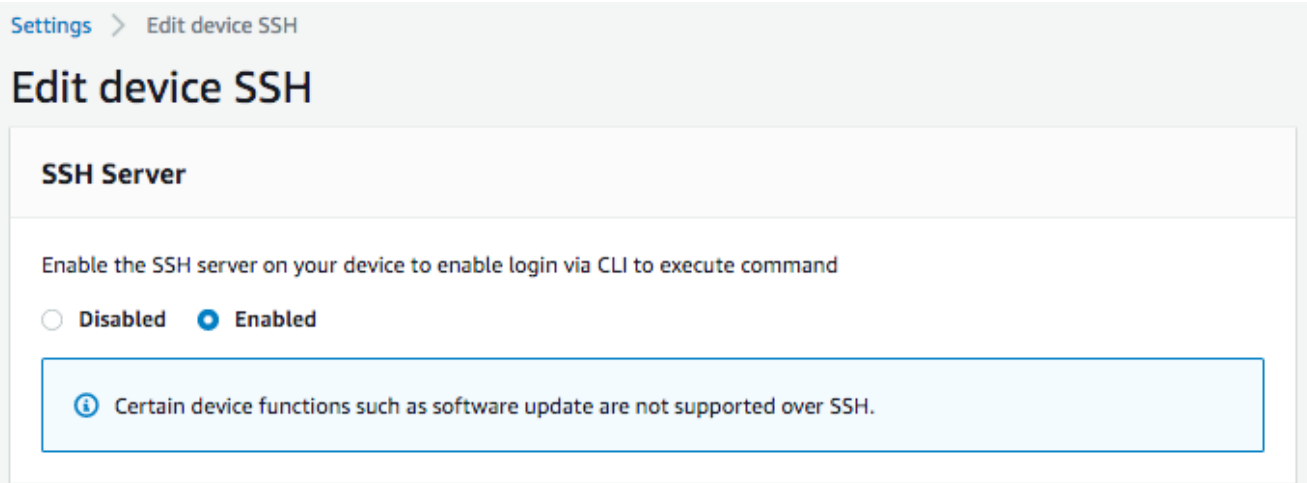 Settings > Edit device SSH
Edit device SSH
SSH Server
Enable the SSH server on your device to enable login via CLI to execute command
Disabled Enabled
Certain device functions such as software update are not supported over SSH.